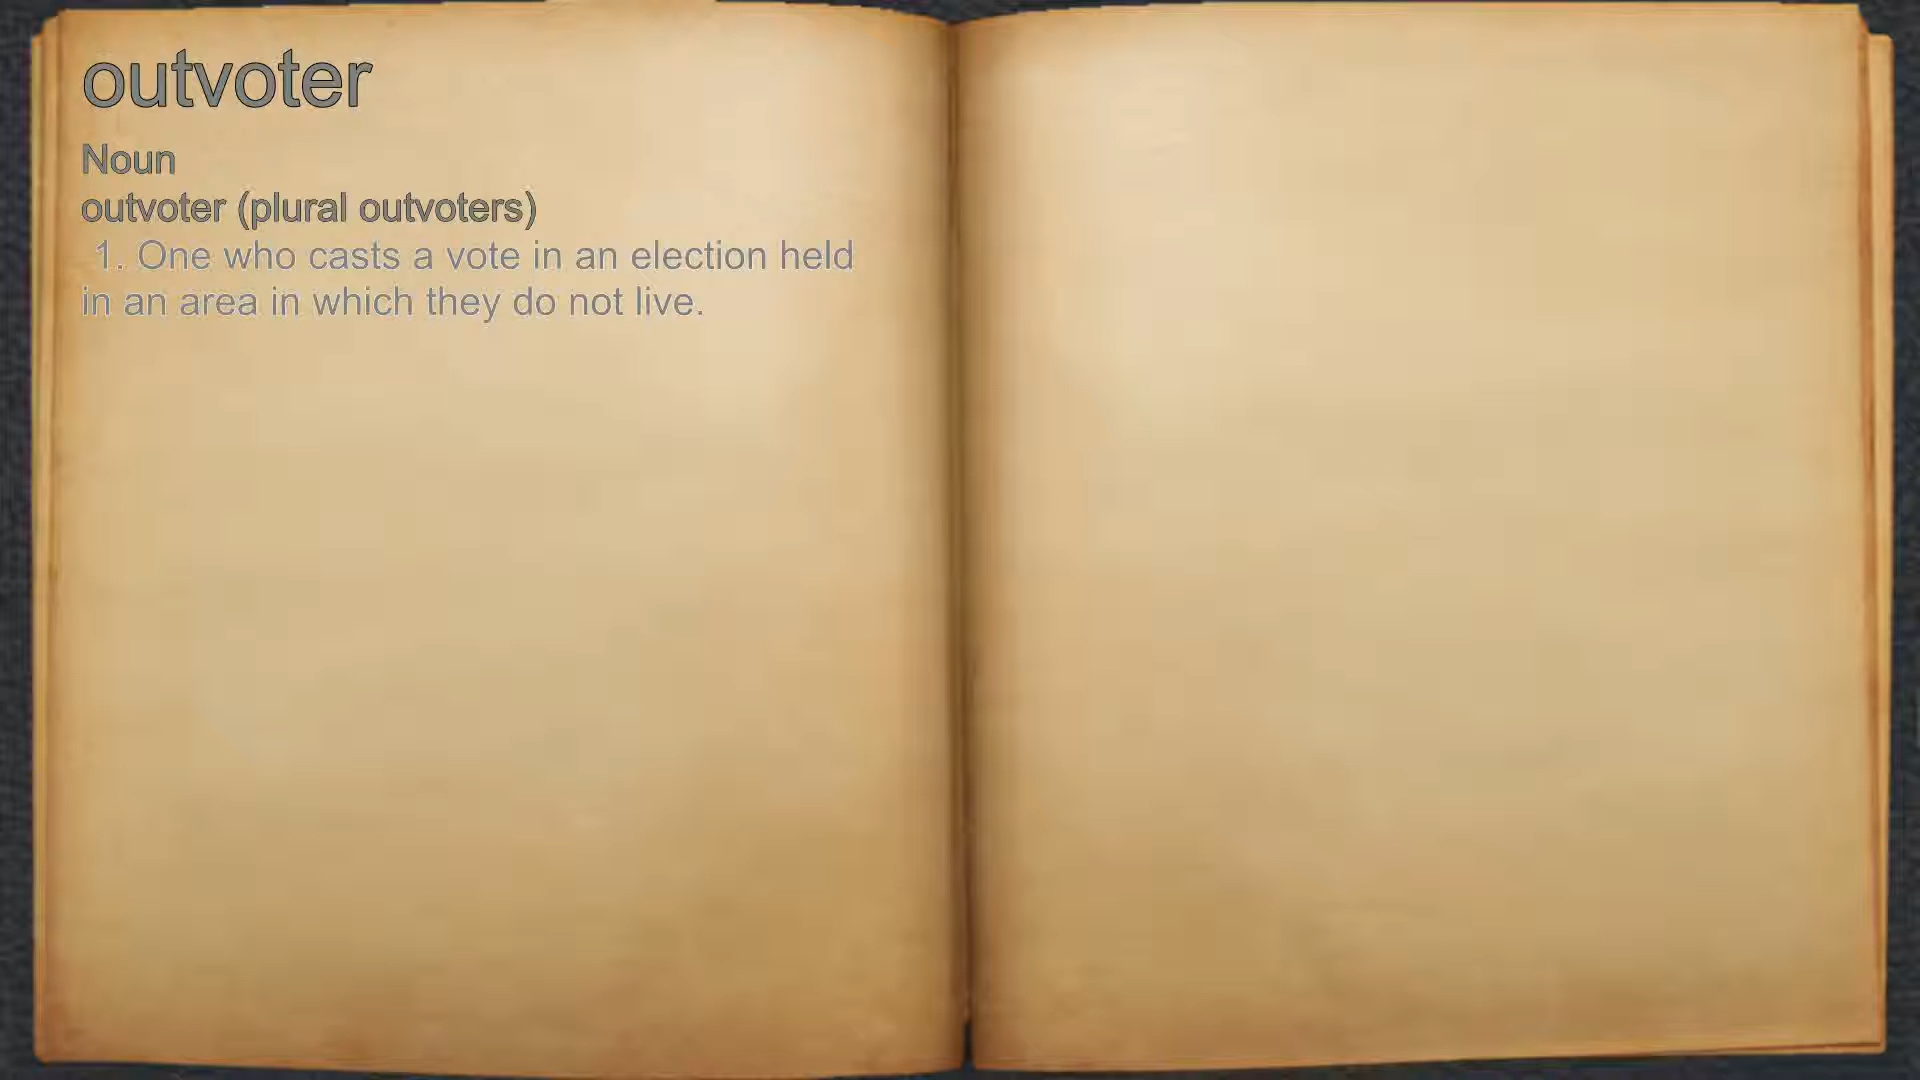 outvoter
Noun
outvoter (plural outvoters)
1. One who casts a vote in an election held
in an area in which they do not live.